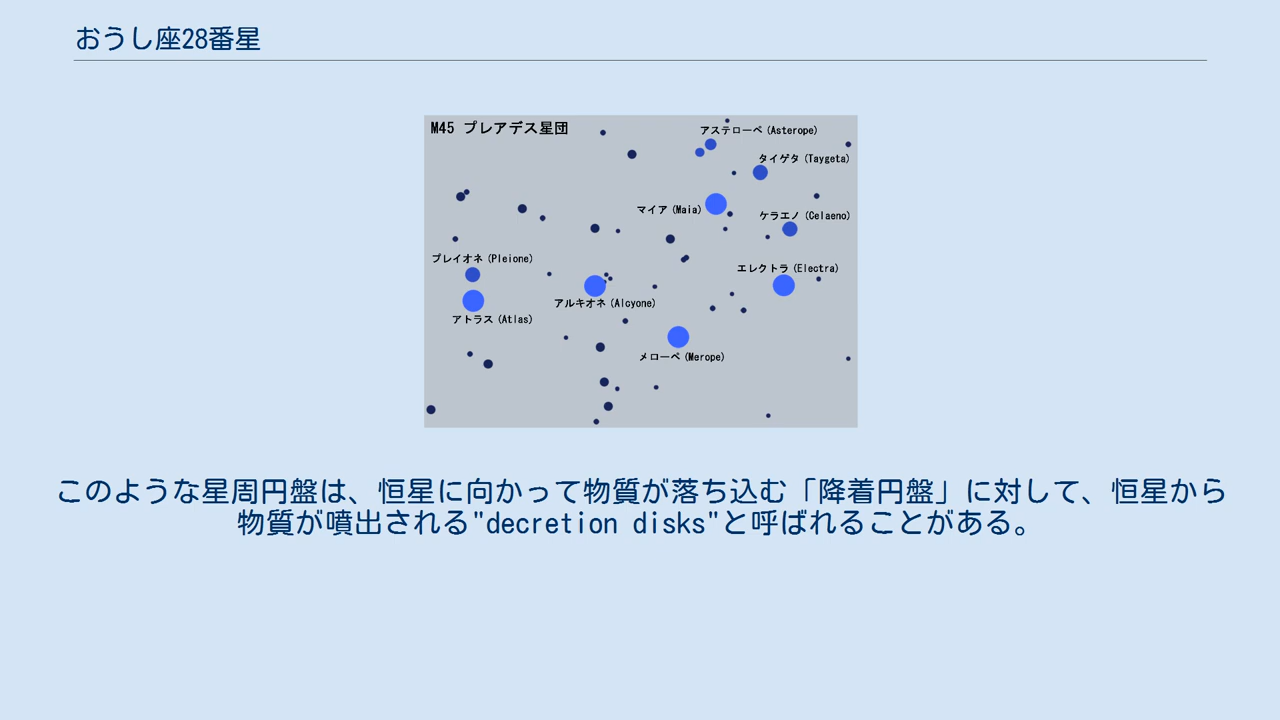 おうし座28番星
M45 プレアデス星団
アステローペ (Asterope)
タイゲタ (Taygeta)
マイア (Maia)
ケラエノ (Celaeno)
プレイオネ (Pleione)
エレクトラ (Electra)
アルキオネ (Alcyone)
アトラス (Atlas)
メローペ (Merope)
このような星周円盤は、恒星に向かって物質が落ち込む「降着円盤」に対して、恒星から
物質が噴出される"decretion disks"と呼ばれることがある。